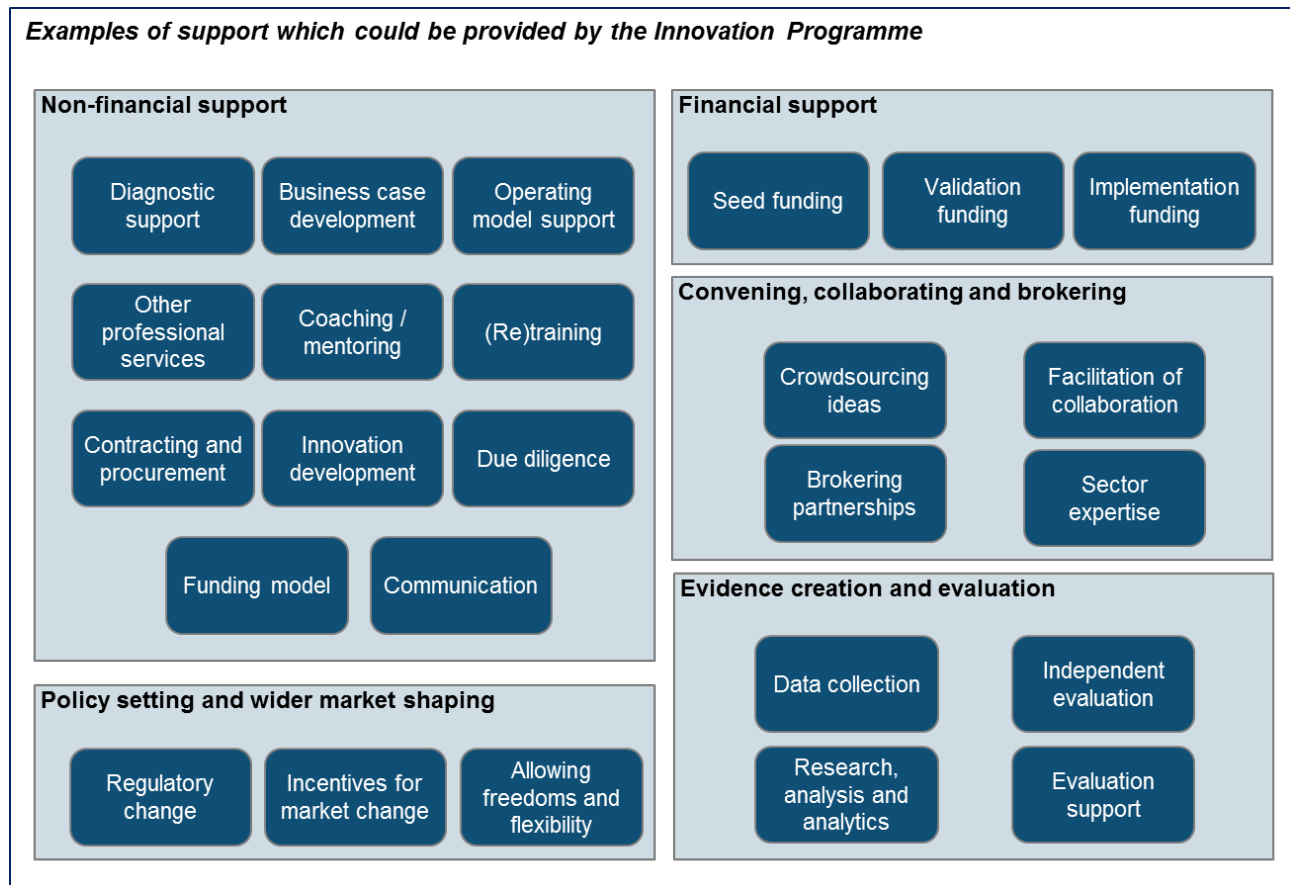 Examples of support which could be provided by the Innovation Programme
Non-financial support
Diagnostic
support
Business case
development
Operating
model support
Other
professional
services
Coaching /
mentoring
(Re)training
Contracting and
procurement
Innovation
development
Due diligence
Funding model
Communication
Policy setting and wider market shaping
Regulatory
change
Incentives for
market change
Allowing
freedoms and
flexibility
Financial support
Seed funding
Validation
funding
Implementation
funding
Convening, collaborating and brokering
Crowdsourcing
ideas
Facilitation of
collaboration
Brokering
partnerships
Sector
expertise
Evidence creation and evaluation
Data collection
Independent
evaluation
Research,
analysis and
analytics
Evaluation
support